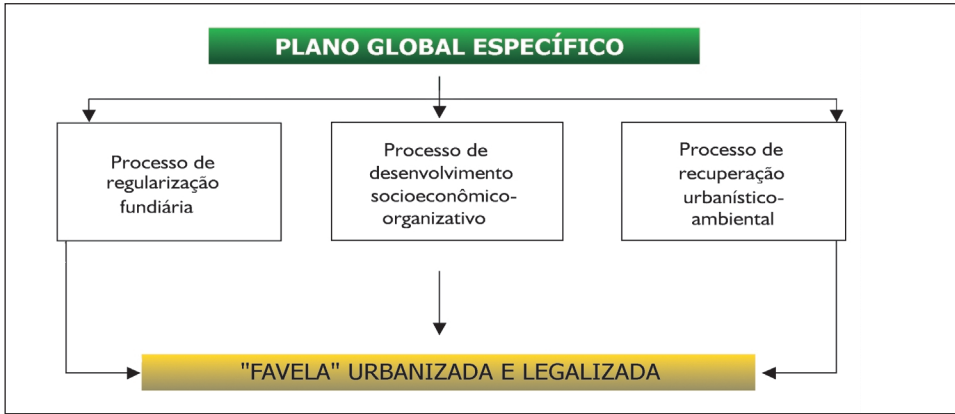 PLANO GLOBAL ESPECÍFICO
Processo de
regularização
fundiária
Processo de
desenvolvimento
socioeconômico-
organizativo
Processo de
recuperação
urbanístico-
ambiental
"FAVELA" URBANIZADA E LEGALIZADA